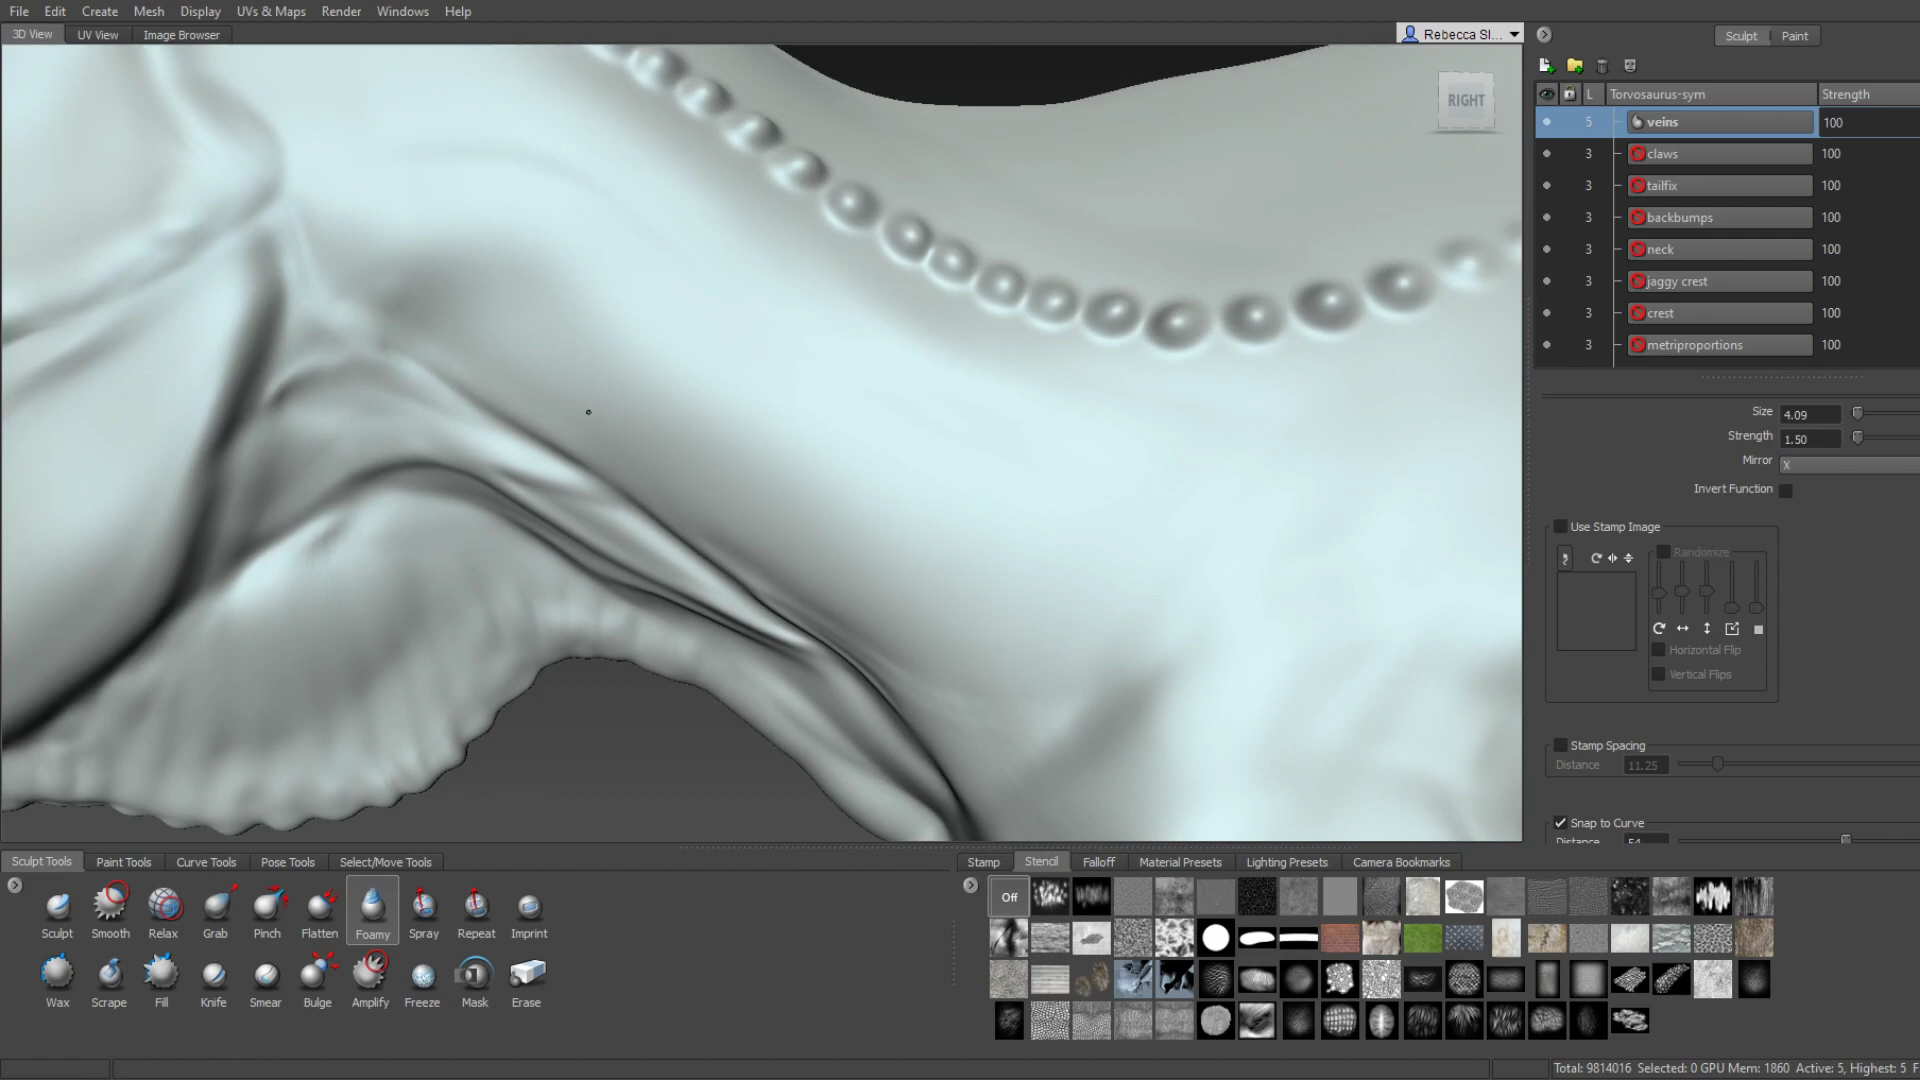 File Edit Create Mesh Display UVs & Maps Render Windows Help
3D View UV View Image Browser
Rebecca Sl...
Sculpt Paint
RIGHT
L Torvosaurus-sym Strength
5 veins 100
3 claws 100
3 tailfix 100
3 backbumps 100
3 neck 100
3 jaggy crest 100
3 crest 100
3 metriproportions 100
Size 4.09
Strength 1.50
Mirror X
Invert Function
Use Stamp Image
Randomize
Horizontal Flip
Vertical Flips
Stamp Spacing
Distance 11.25
Snap to Curve
Distance 54
Sculpt Tools Paint Tools Curve Tools Pose Tools Select/Move Tools
Sculpt Smooth Relax Grab Pinch Flatten Foamy Spray Repeat Imprint
Wax Scrape Fill Knife Smear Bulge Amplify Freeze Mask Erase
Stamp Stencil Falloff Material Presets Lighting Presets Camera Bookmarks
Off
Total: 9814016 Selected: 0 GPU Mem: 1860 Active: 5, Highest: 5 F